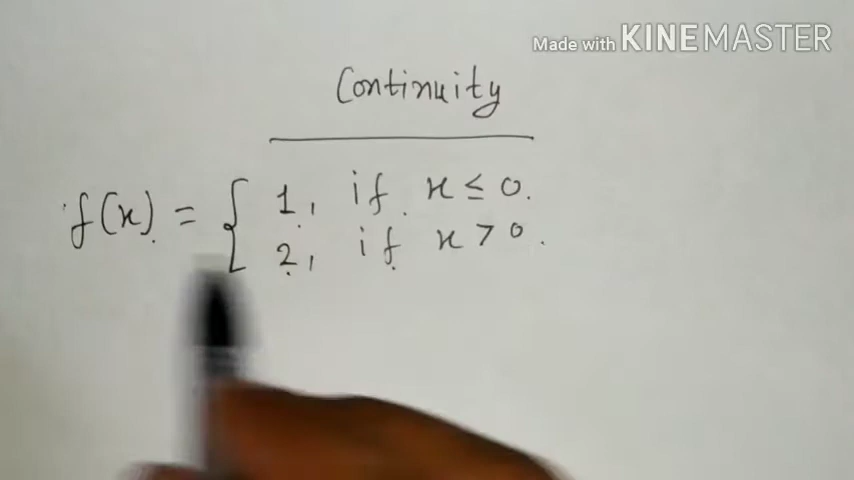 Made with KINEMASTER
Continuity
f(x) = { 1, if x ≤ 0.
2, if x > 0.